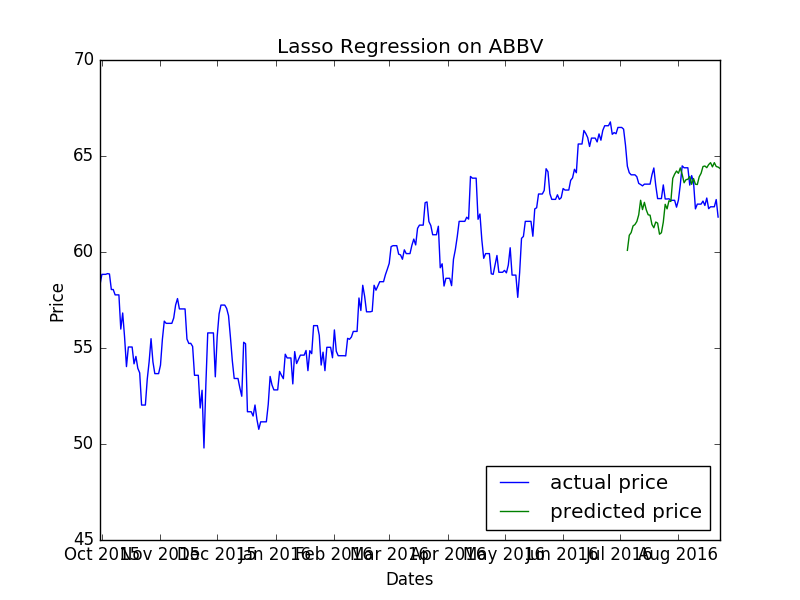 Lasso Regression on ABBV
70
65
60
55
50
45
Price
actual price
predicted price
Oct 2015 Nov 2015 Dec 2015 Jan 2016 Feb 2016 Mar 2016 Apr 2016 May 2016 Jun 2016 Jul 2016 Aug 2016
Dates